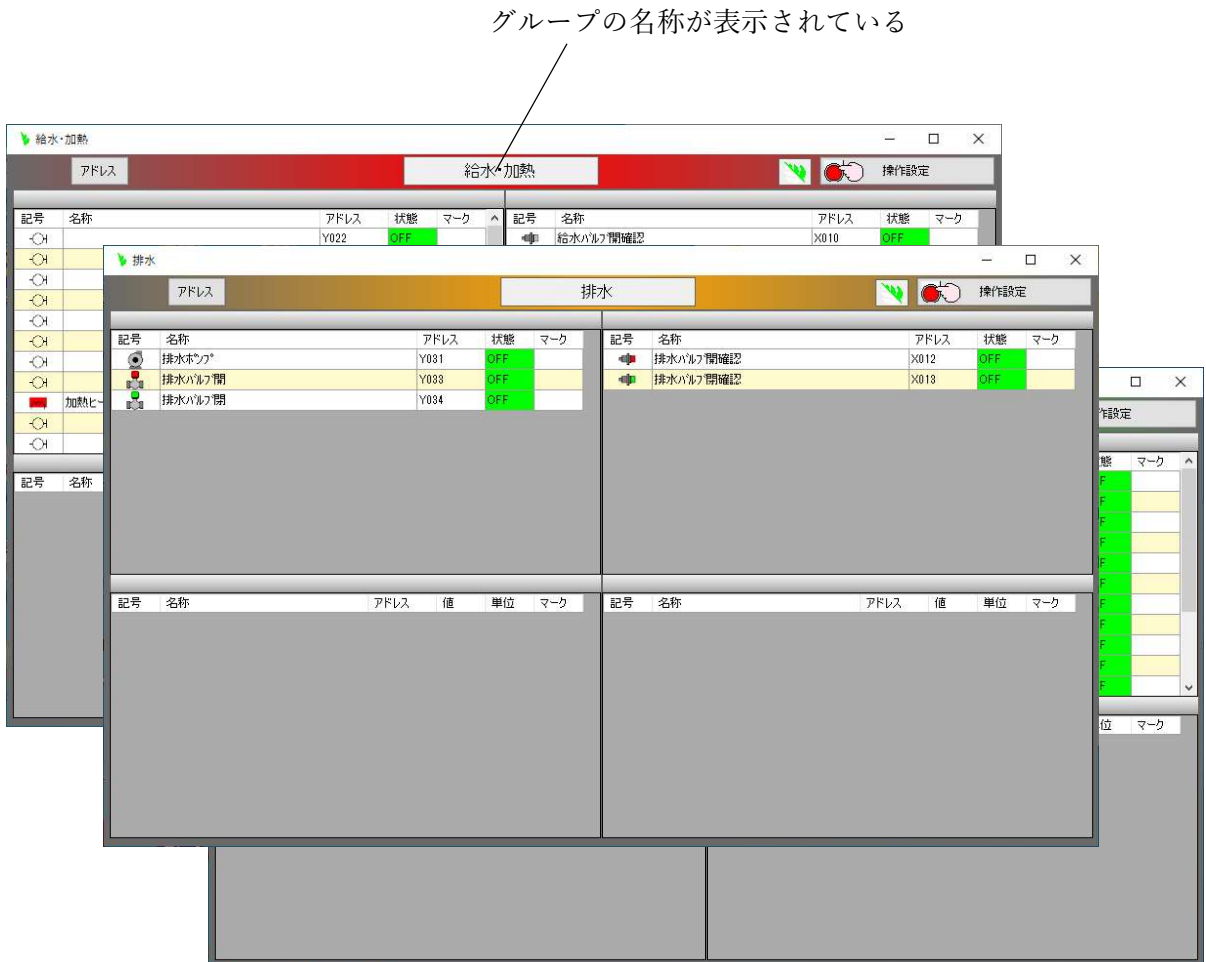 グループの名称が表示されている
給水・加熱
アドレス
給水・加熱
操作設定
記号 名称 アドレス 状態 マーク
記号 名称 アドレス 状態 マーク
Y022 OFF
給水バルブ開確認 X010 OFF
加熱ヒー
記号 名称
排水
アドレス
排水
操作設定
記号 名称 アドレス 状態 マーク
記号 名称 アドレス 状態 マーク
排水ポンプ Y031 OFF
排水バルブ開確認 X012 OFF
排水バルブ開 Y033 OFF
排水バルブ閉確認 X013 OFF
排水バルブ閉 Y034 OFF
記号 名称 アドレス 値 単位 マーク
記号 名称 アドレス 値 単位 マーク
作設定
態 マーク
F
F
F
F
F
F
F
F
F
F
F
位 マーク